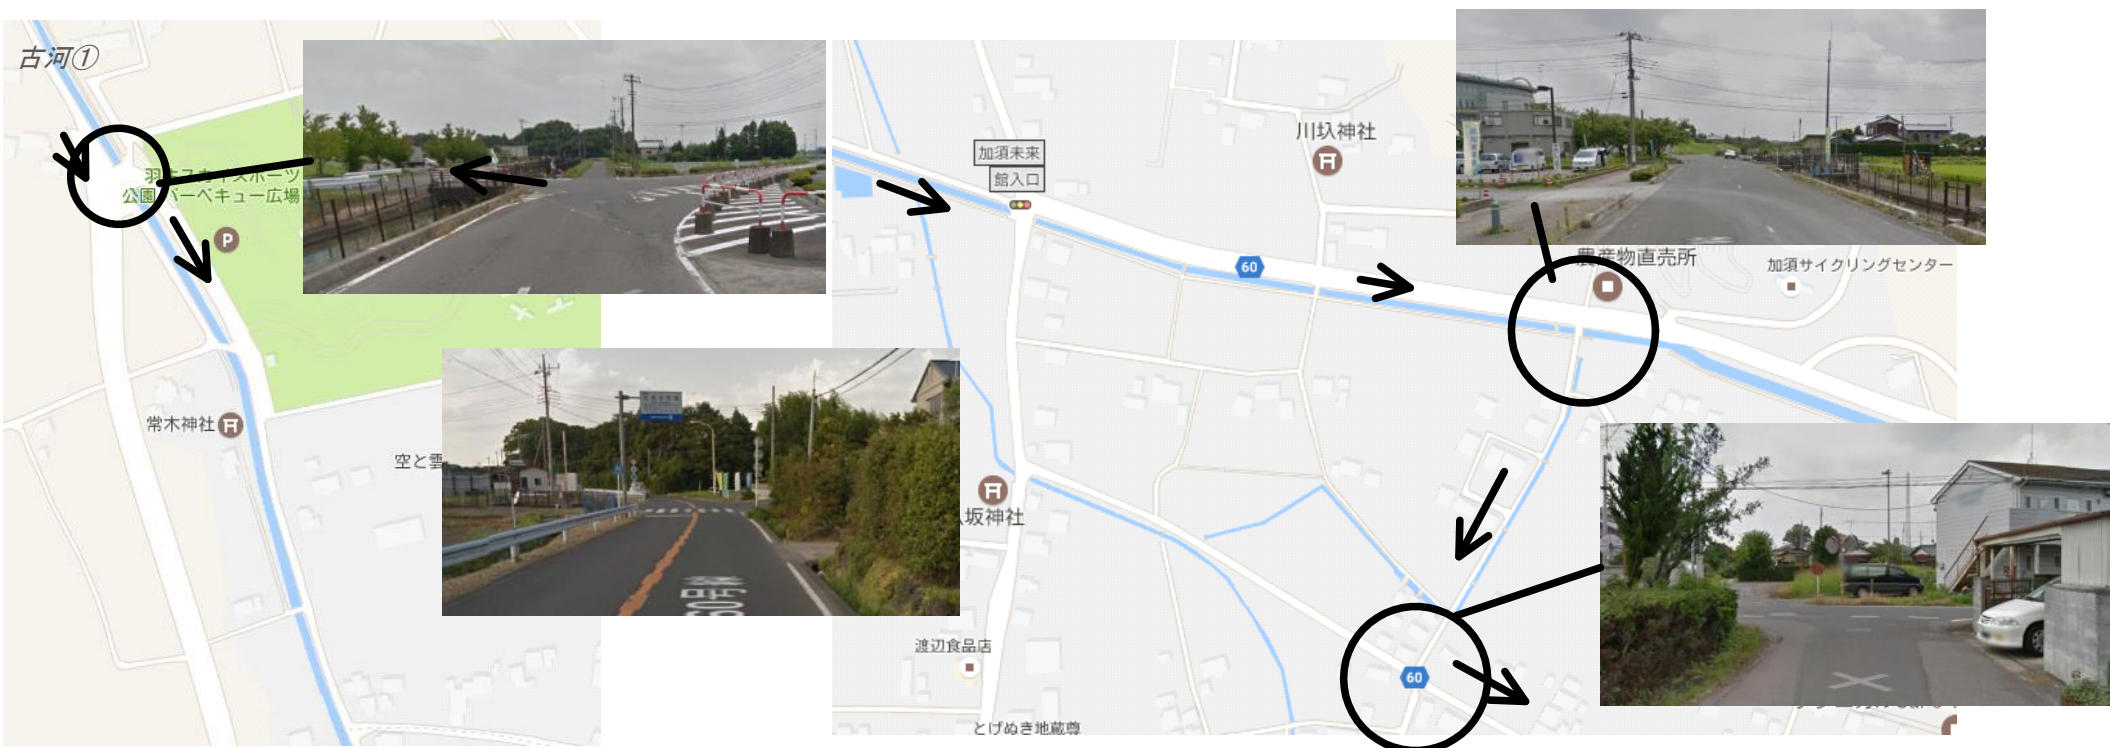 古河①
羽
スポーツ
公園バーベキュー広場
P
常木神社
空と雲
加須未来
館入口
川圦神社
60
農産物直売所
加須サイクリングセンター
坂神社
渡辺食品店
60
とげぬき地蔵尊